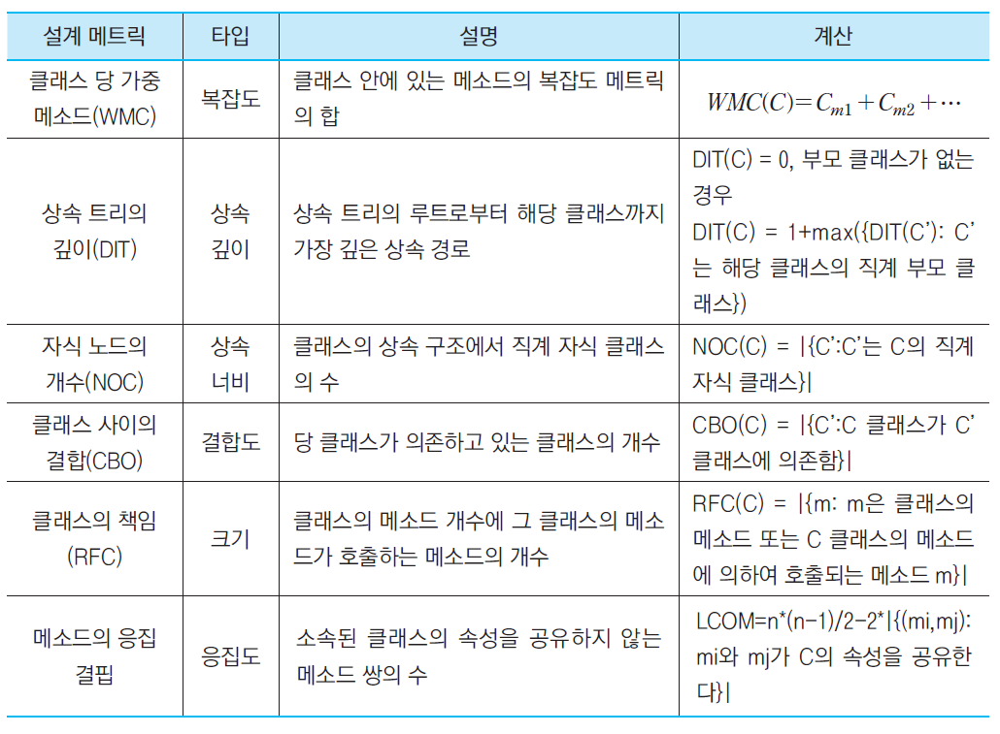 설계 메트릭 타입 설명 계산
클래스 당 가중
메소드(WMC)
복잡도
클래스 안에 있는 메소드의 복잡도 메트릭
의 합
WMC(C)=Cm1+Cm2+⋯
상속 트리의
깊이(DIT)
상속
깊이
상속 트리의 루트로부터 해당 클래스까지
가장 깊은 상속 경로
DIT(C) = 0, 부모 클래스가 없는
경우
DIT(C) = 1+max({DIT(C’): C’
는 해당 클래스의 직계 부모 클
래스})
자식 노드의
개수(NOC)
상속
너비
클래스의 상속 구조에서 직계 자식 클래스
의 수
NOC(C) = |{C’:C’는 C의 직계
자식 클래스}|
클래스 사이의
결합(CBO)
결합도
당 클래스가 의존하고 있는 클래스의 개수
CBO(C) = |{C’:C 클래스가 C’
클래스에 의존함}|
클래스의 책임
(RFC)
크기
클래스의 메소드 개수에 그 클래스의 메소
드가 호출하는 메소드의 개수
RFC(C) = |{m: m은 클래스의
메소드 또는 C 클래스의 메소드
에 의하여 호출되는 메소드 m}|
메소드의 응집
결핍
응집도
소속된 클래스의 속성을 공유하지 않는
메소드 쌍의 수
LCOM=n*(n-1)/2-2*|{(mi,mj):
mi와 mj가 C의 속성을 공유한
다}|